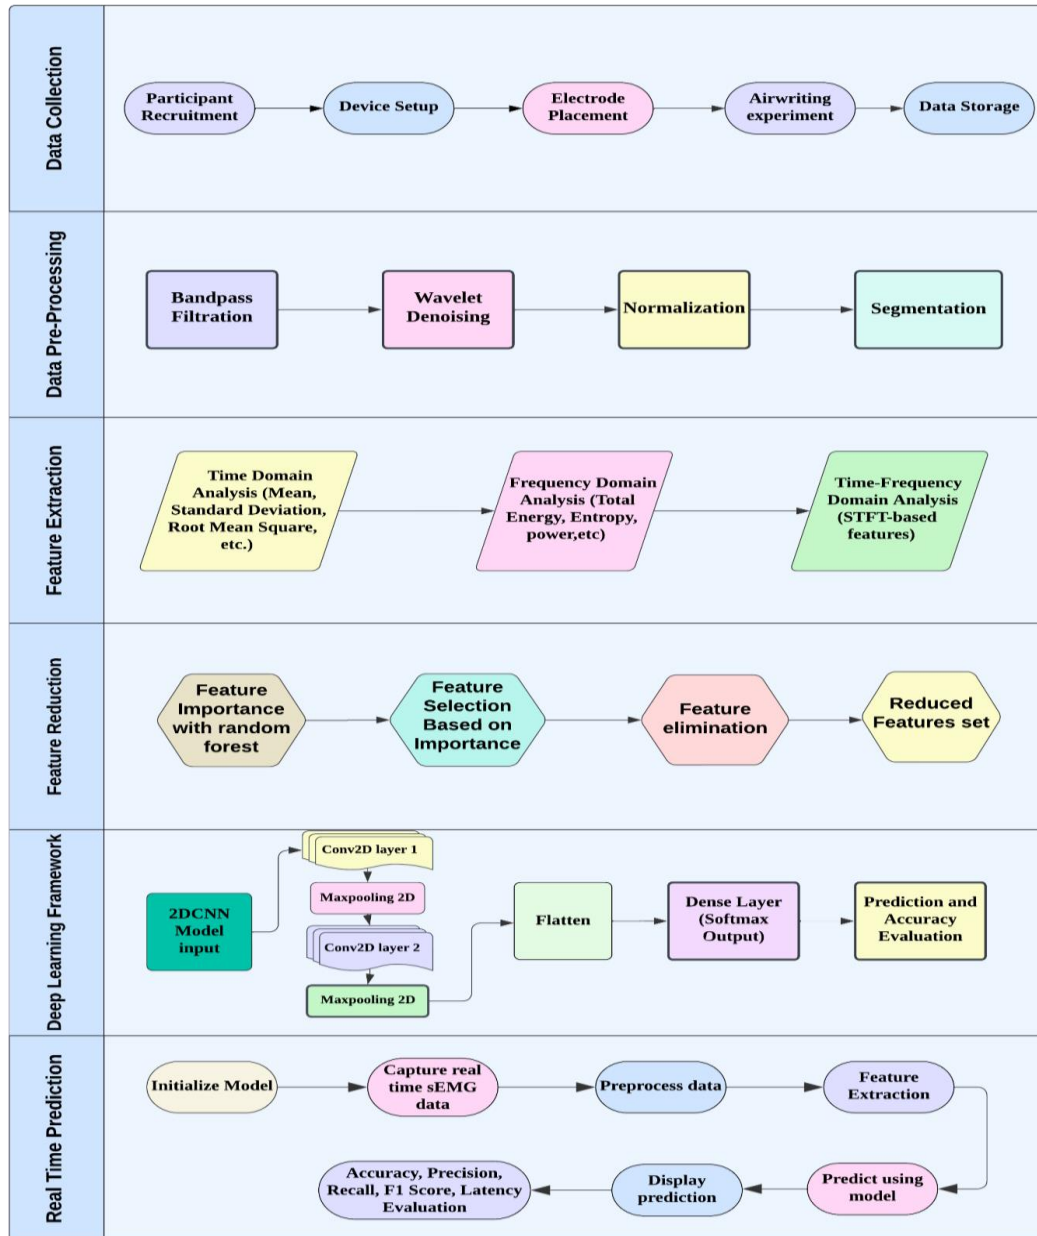 Data Collection
Participant
Recruitment
Device Setup
Electrode
Placement
Airwriting
experiment
Data Storage
Data Pre-Processing
Bandpass
Filtration
Wavelet
Denoising
Normalization
Segmentation
Feature Extraction
Time Domain
Analysis (Mean,
Standard Deviation,
Root Mean Square,
etc.)
Frequency Domain
Analysis (Total
Energy, Entropy,
power,etc)
Time-Frequency
Domain Analysis
(STFT-based
features)
Feature Reduction
Feature
Importance
with random
forest
Feature
Selection
Based on
Importance
Feature
elimination
Reduced
Features set
Deep Learning Framework
2DCNN
Model
input
Conv2D layer 1
Maxpooling 2D
Conv2D layer 2
Maxpooling 2D
Flatten
Dense Layer
(Softmax
Output)
Prediction and
Accuracy
Evaluation
Real Time Prediction
Initialize Model
Capture real
time sEMG
data
Preprocess data
Feature
Extraction
Predict using
model
Display
prediction
Accuracy, Precision,
Recall, F1 Score, Latency
Evaluation